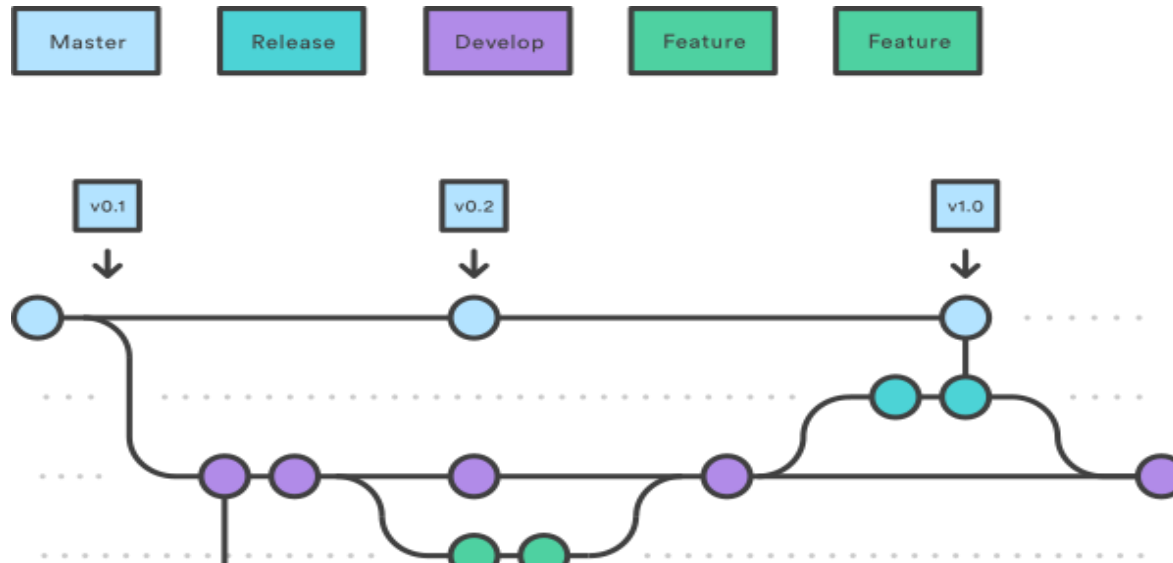 Master
Release
Develop
Feature
Feature
v0.1
v0.2
v1.0